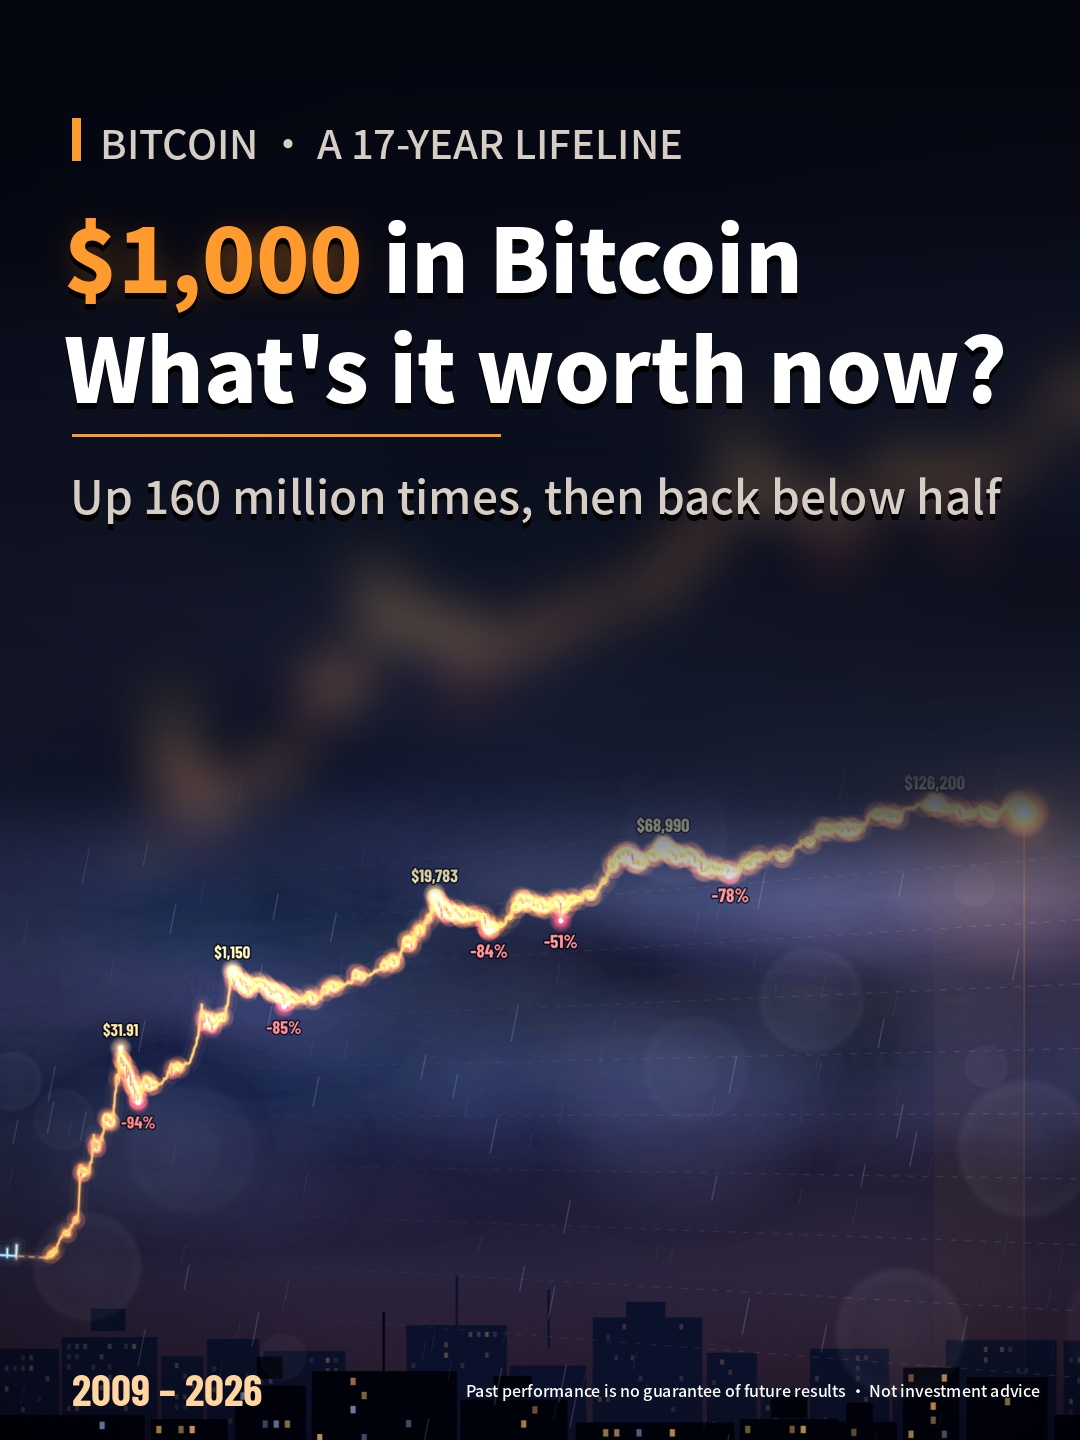 BITCOIN · A 17-YEAR LIFELINE
$1,000 in Bitcoin
What's it worth now?
Up 160 million times, then back below half
$126,200
$68,990
-78%
$19,783
-84%
-51%
$1,150
-85%
$31.91
-94%
2009 – 2026
Past performance is no guarantee of future results · Not investment advice